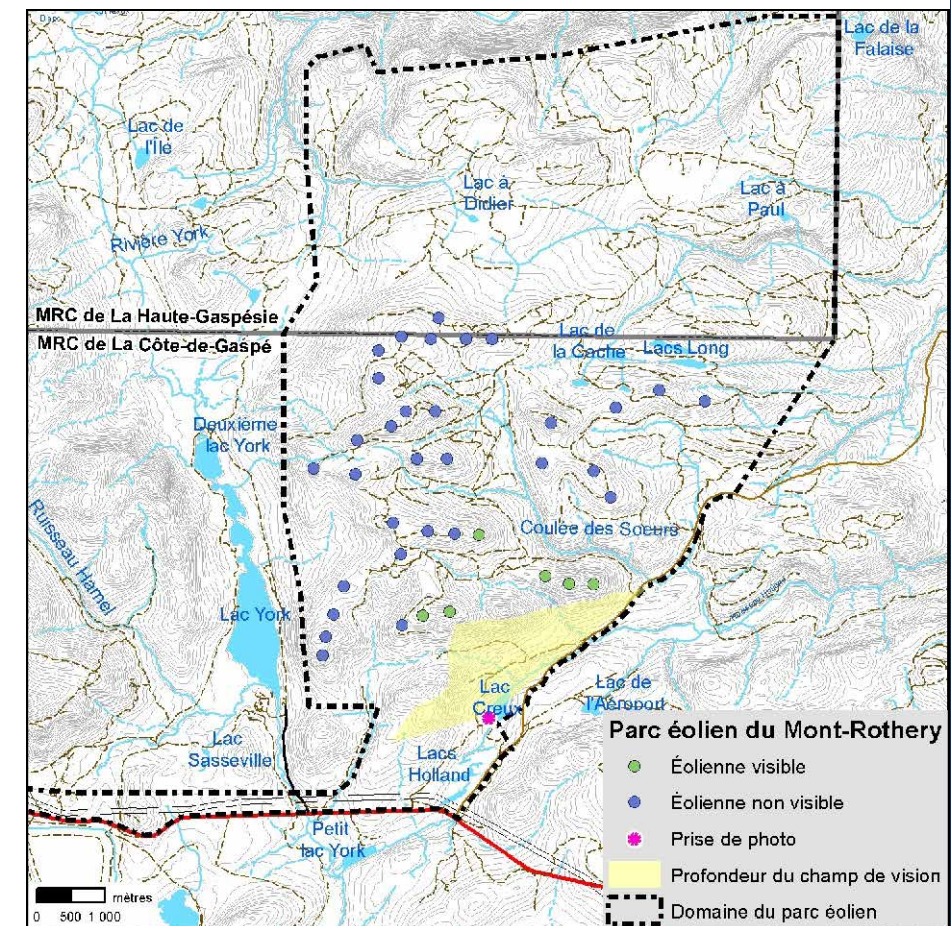 Lac de la
Falaise
Lac de
l'Île
Lac à
Didier
Lac à
Paul
Rivière York
MRC de La Haute-Gaspésie
MRC de La Côte-de-Gaspé
Lac de
la Cache
Lacs Long
Deuxième
lac York
Ruisseau Hamel
Coulée des Soeurs
Lac York
Lac
Creux
Lac de
l'Aéroport
Lac
Sasseville
Lacs
Holland
Petit
lac York
Parc éolien du Mont-Rothery
Éolienne visible
Éolienne non visible
Prise de photo
Profondeur du champ de vision
Domaine du parc éolien
mètres
0 500 1 000